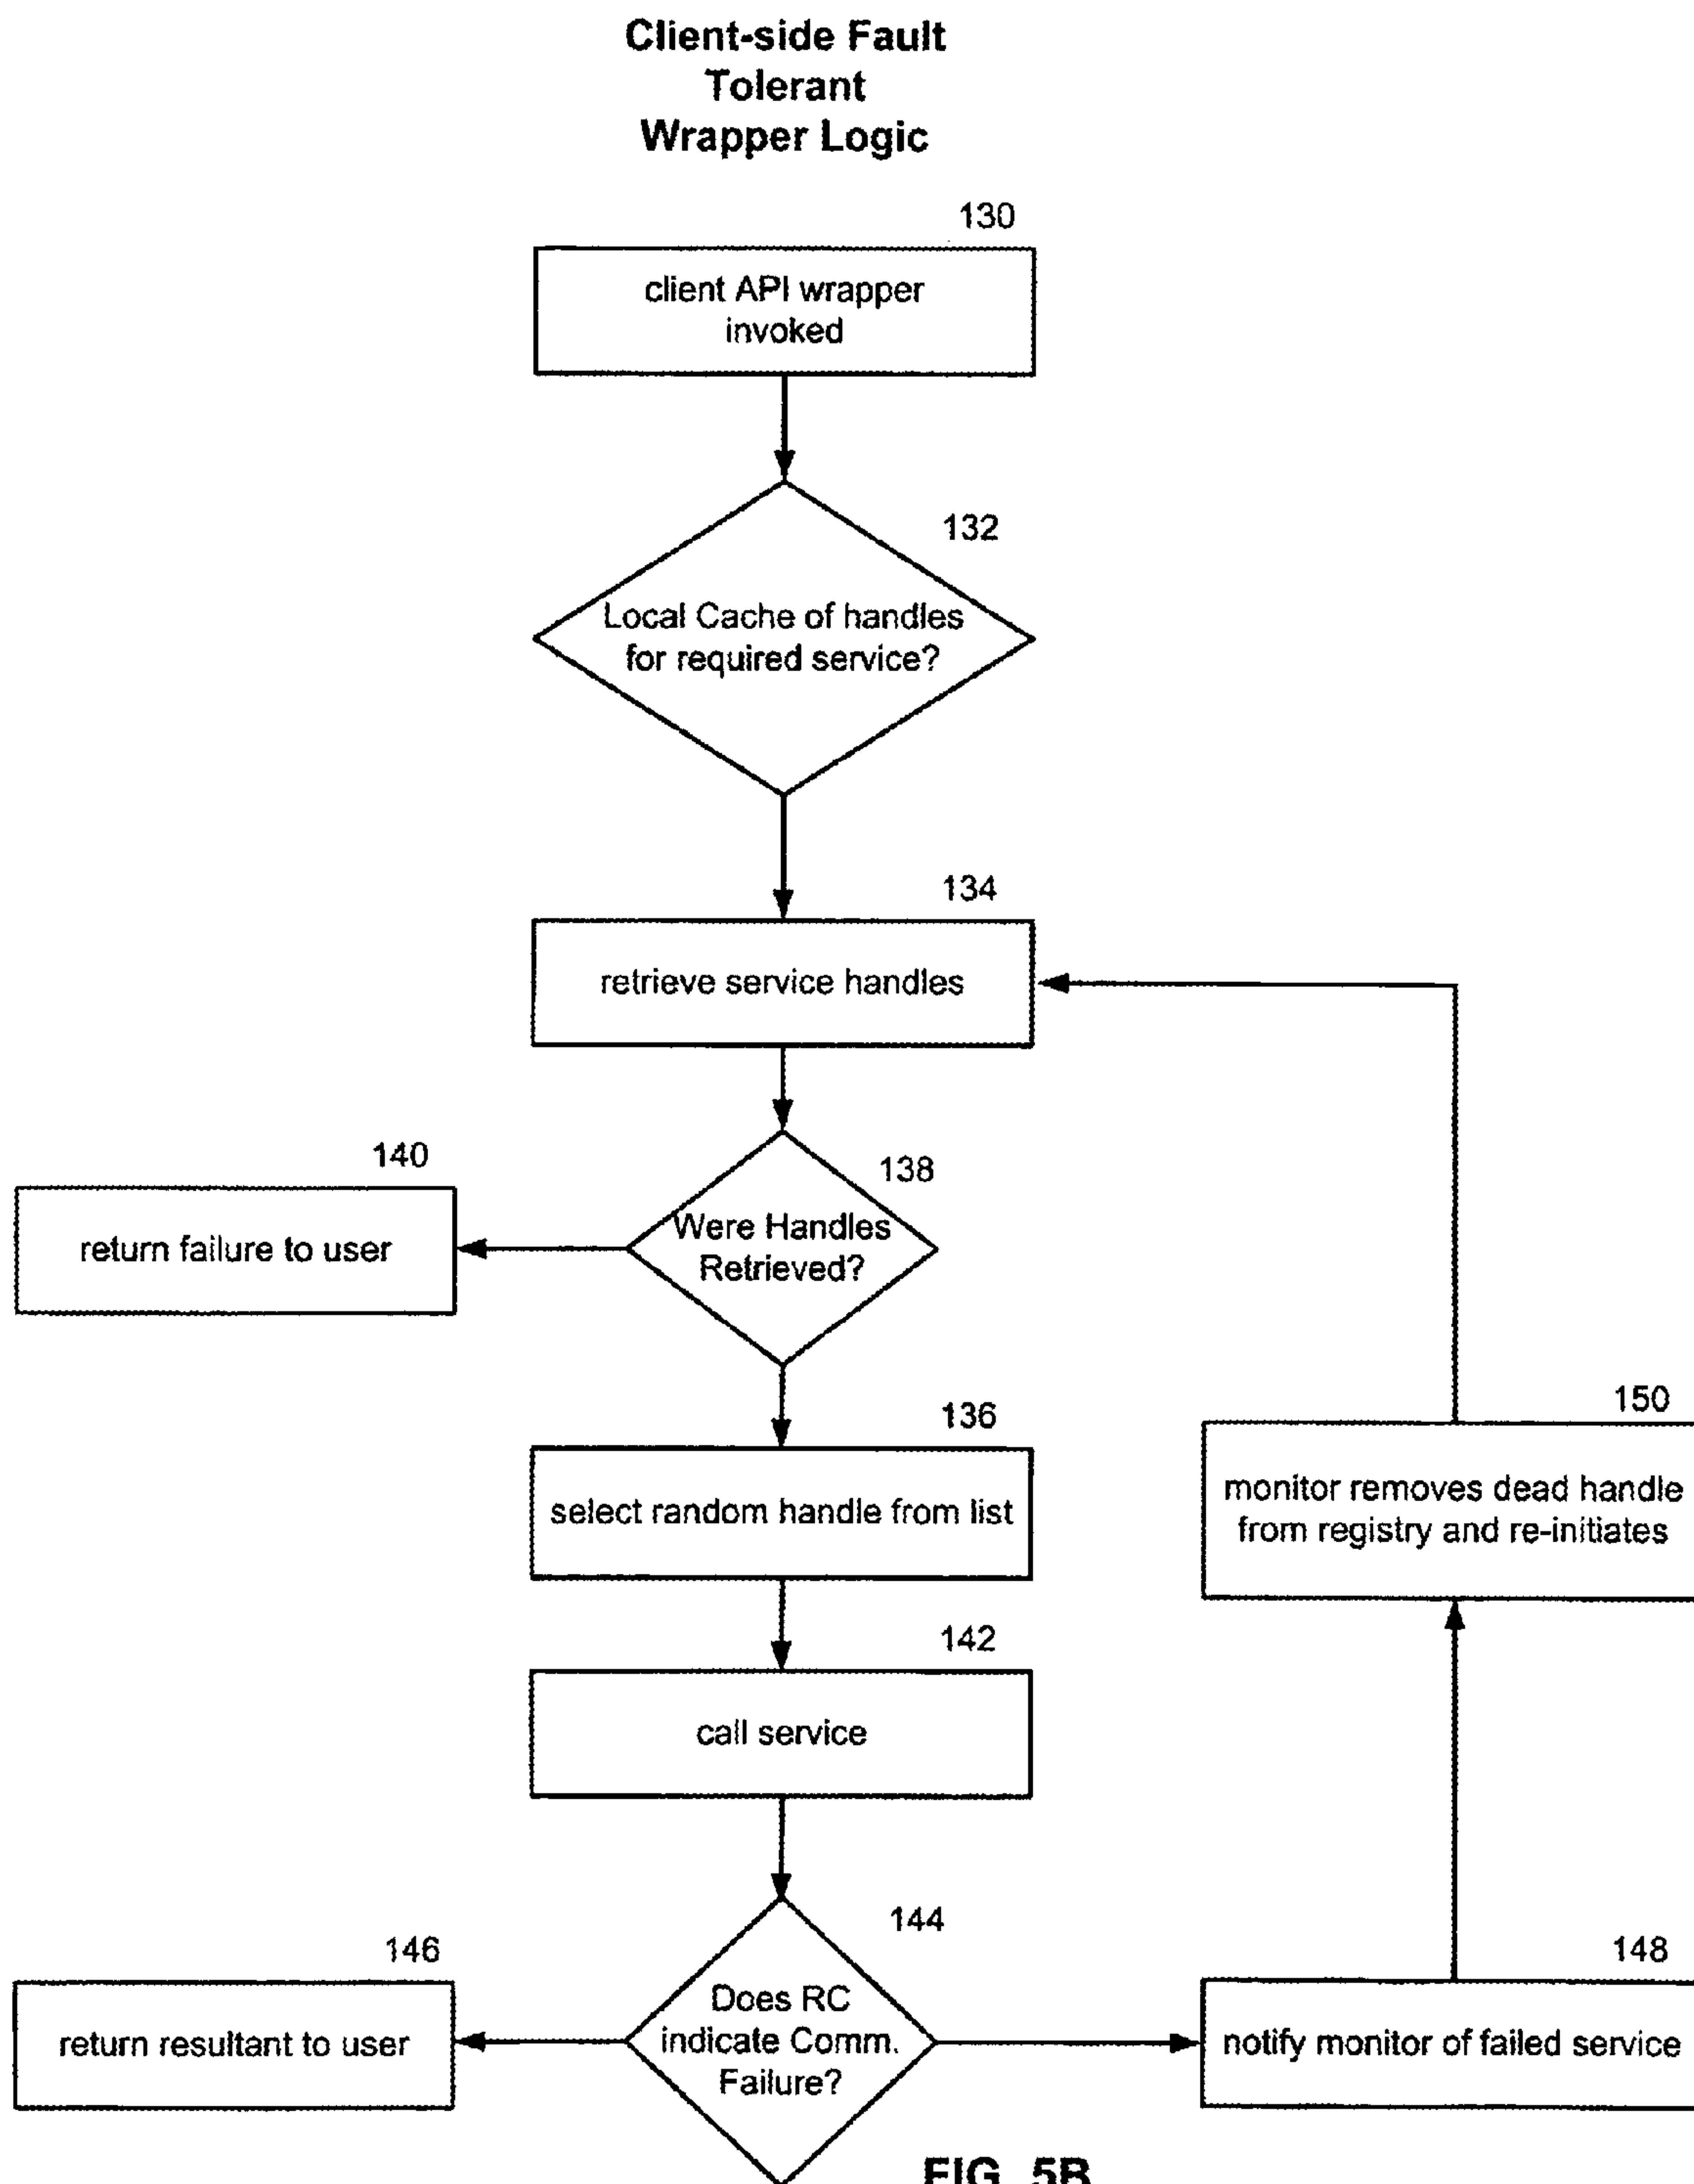 Client-side Fault
Tolerant
Wrapper Logic
130
client API wrapper
invoked
132
Local Cache of handles
for required service?
134
retrieve service handles
140
138
return failure to user
Were Handles
Retrieved?
136
150
select random handle from list
monitor removes dead handle
from registry and re-initiates
142
call service
144
146
148
Does RC
indicate Comm.
Failure?
return resultant to user
notify monitor of failed service
FIG. 5B